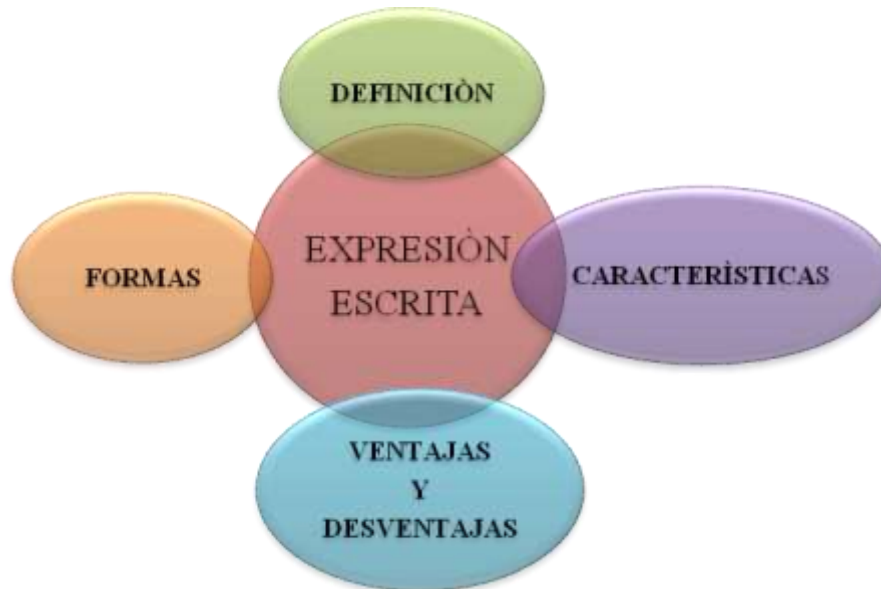 DEFINICIÒN
EXPRESIÒN
ESCRITA
FORMAS
CARACTERÌSTICAS
VENTAJAS
Y
DESVENTAJAS